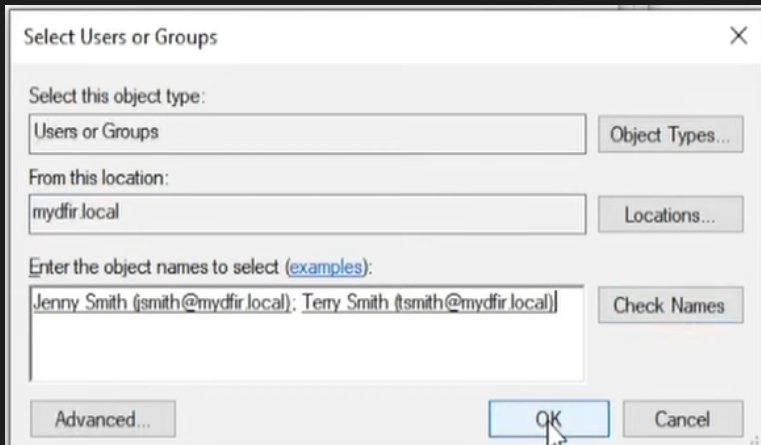 Select Users or Groups
Select this object type:
Users or Groups
Object Types...
From this location:
mydfir.local
Locations...
Enter the object names to select (examples):
Jenny Smith (jsmith@mydfir.local); Terry Smith (tsmith@mydfir.local)
Check Names
Advanced...
OK
Cancel